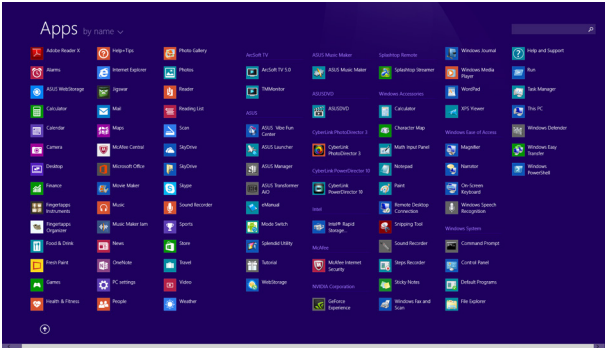 Apps by name
Adobe Reader X
Alarms
ASUS WebStorage
Calculator
Calendar
Camera
Desktop
Finance
Fingertapps
Instruments
Fingertapps
Organizer
Food & Drink
Fresh Paint
Games
Health & Fitness
Help+Tips
Internet Explorer
Jigswar
Mail
Maps
McAfee Central
Microsoft Office
Movie Maker
Music
Music Maker Jam
News
OneNote
PC settings
People
Photo Gallery
Photos
Reader
Reading List
Scan
SkyDrive
SkyDrive
Skype
Sound Recorder
Sports
Store
Travel
Video
Weather
ArcSoft TV
ArcSoft TV 5.0
TMMonitor
ASUS
ASUS Vibe Fun
Center
ASUS Launcher
ASUS Manager
ASUS Transformer
AiO
eManual
Mode Switch
Splendid Utility
Tutorial
WebStorage
ASUS Music Maker
ASUS Music Maker
ASUSDVD
ASUSDVD
CyberLink PhotoDirector 3
CyberLink
PhotoDirector 3
CyberLink PowerDirector 10
CyberLink
PowerDirector 10
Intel
Intel® Rapid
Storage...
McAfee
McAfee Internet
Security
NVIDIA Corporation
GeForce
Experience
Splashtop Remote
Splashtop Streamer
Windows Accessories
Calculator
Character Map
Math Input Panel
Notepad
Paint
Remote Desktop
Connection
Snipping Tool
Sound Recorder
Steps Recorder
Sticky Notes
Windows Fax and
Scan
Windows Journal
Windows Media
Player
WordPad
XPS Viewer
Windows Ease of Access
Magnifier
Narrator
On-Screen
Keyboard
Windows Speech
Recognition
Windows System
Command Prompt
Control Panel
Default Programs
File Explorer
Help and Support
Run
Task Manager
This PC
Windows Defender
Windows Easy
Transfer
Windows
PowerShell